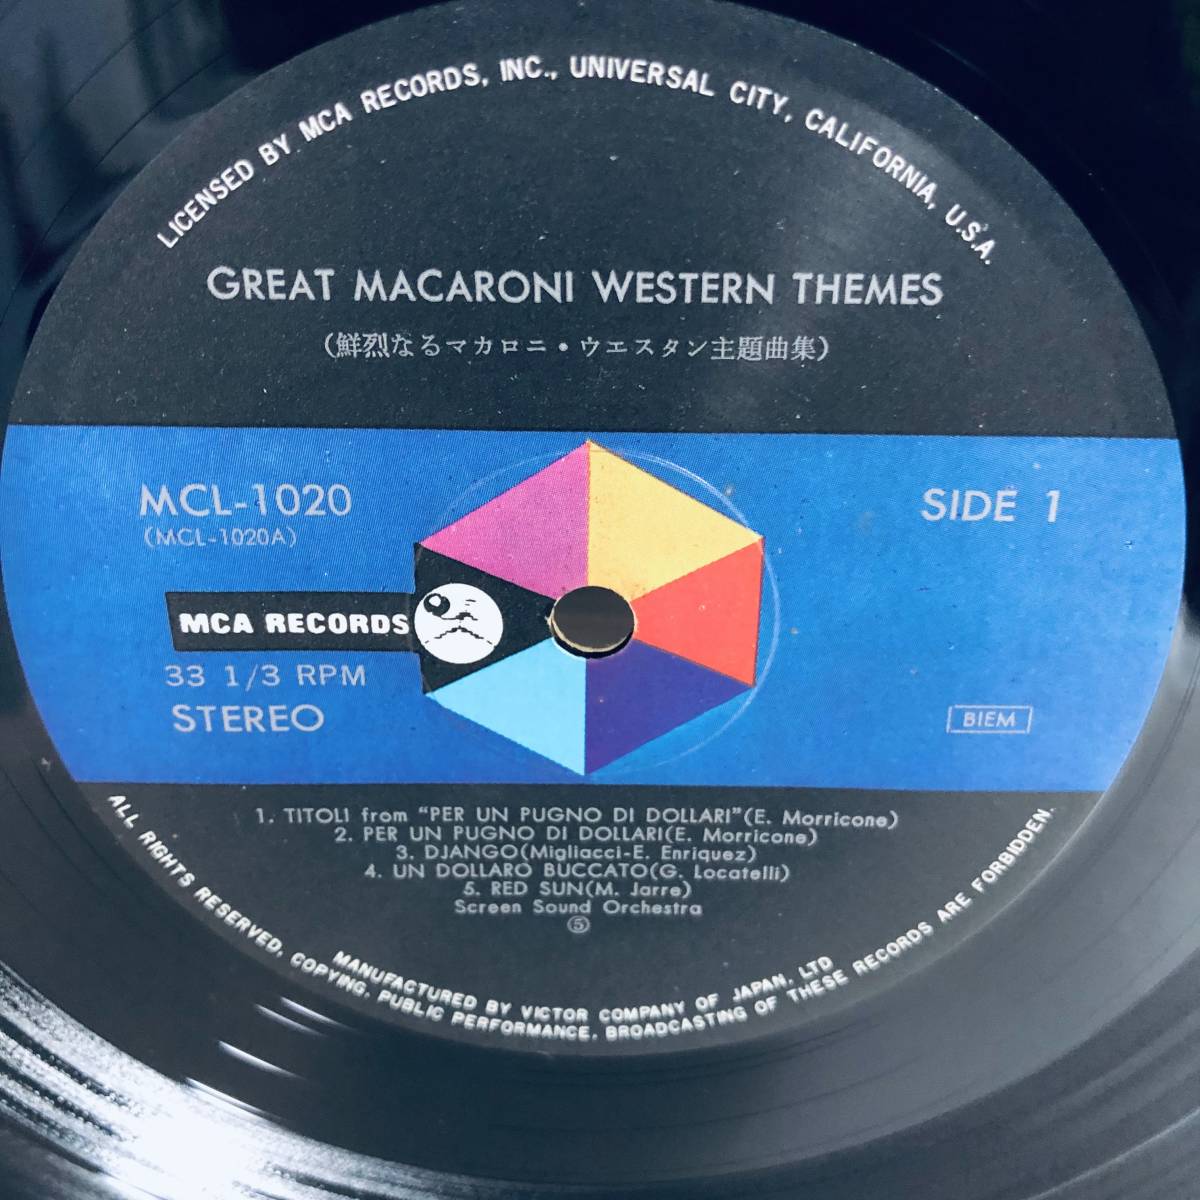 LICENSED BY MCA RECORDS, INC., UNIVERSAL CITY, CALIFORNIA, U.S.A.
GREAT MACARONI WESTERN THEMES
(鮮烈なるマカロニ・ウエスタン主題曲集)
MCL-1020
(MCL-1020A)
SIDE 1
MCA RECORDS
33 1/3 RPM
STEREO
BIEM
1. TITOLI from "PER UN PUGNO DI DOLLARI"(E. Morricone)
2. PER UN PUGNO DI DOLLARI(E. Morricone)
3. DJANGO(Migliacci-E. Enriquez)
4. UN DOLLARO BUCCATO(G. Locatelli)
5. RED SUN(M. Jarre)
Screen Sound Orchestra
⑤
MANUFACTURED BY VICTOR COMPANY OF JAPAN, LTD
ALL RIGHTS RESERVED, COPYING, PUBLIC PERFORMANCE, BROADCASTING OF THESE RECORDS ARE FORBIDDEN.